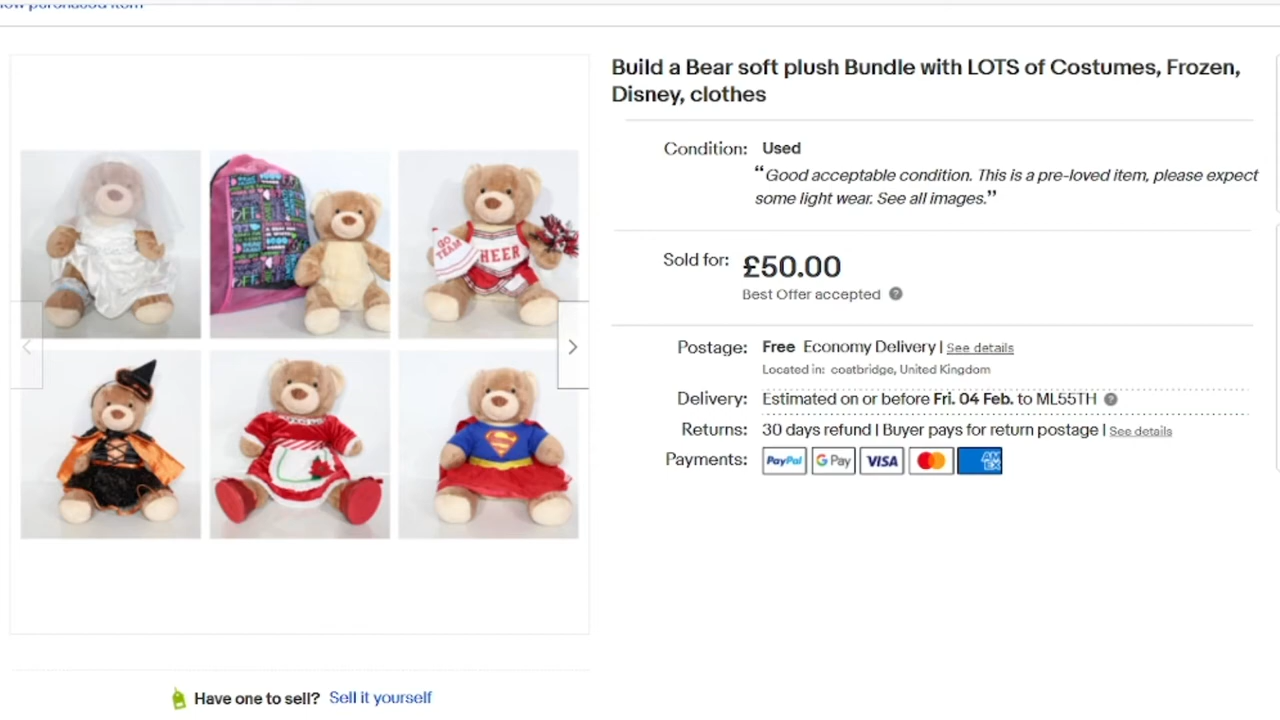 Build a Bear soft plush Bundle with LOTS of Costumes, Frozen,
Disney, clothes
Condition: Used
“Good acceptable condition. This is a pre-loved item, please expect
some light wear. See all images.”
Sold for: £50.00
Best Offer accepted
Postage: Free Economy Delivery | See details
Located in: coatbridge, United Kingdom
Delivery: Estimated on or before Fri. 04 Feb. to ML55TH
Returns: 30 days refund | Buyer pays for return postage | See details
Payments: PayPal G Pay VISA AM EX
GO
TEAM
CHEER
Have one to sell? Sell it yourself